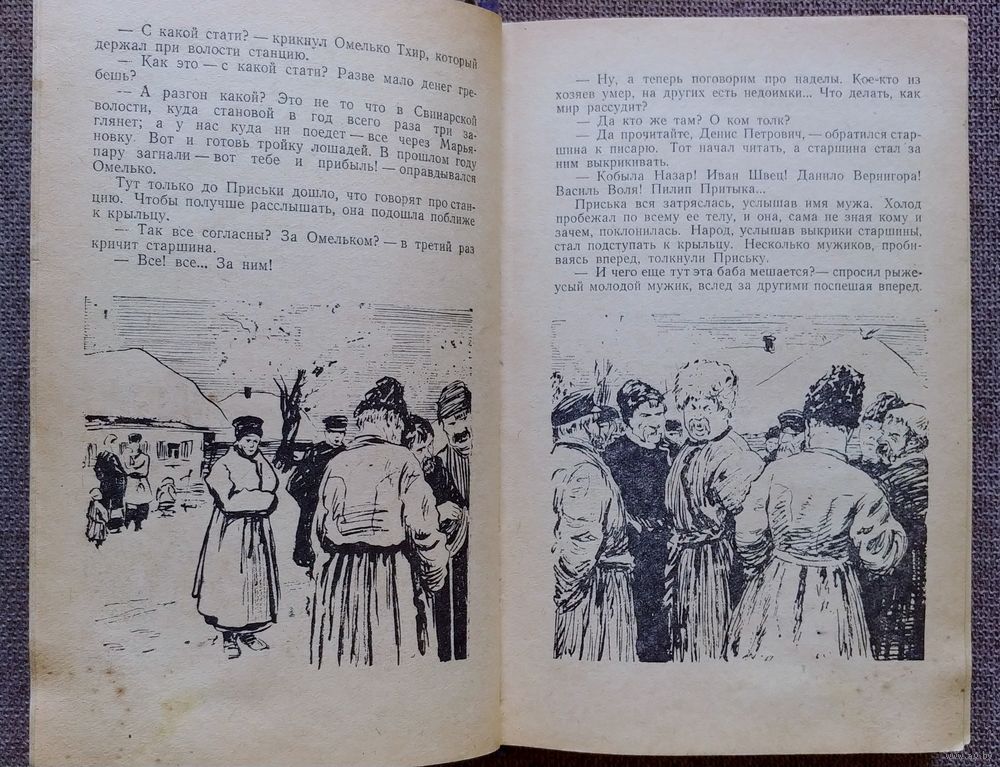 — С какой стати? — крикнул Омелько Тхир, который
держал при волости станцию.
— Как это — с какой стати? Разве мало денег гре-
бешь?
— А разгон какой? Это не то что в Свинарской
волости, куда становой в год всего раза три за-
глянет; а у нас куда ни поедет — все через Марья-
новку. Вот и готовь тройку лошадей. В прошлом году
пару загнали — вот тебе и прибыль! — оправдывался
Омелько.
Тут только до Приськи дошло, что говорят про стан-
цию. Чтобы получше расслышать, она подошла поближе
к крыльцу.
— Так все согласны? За Омельком? — в третий раз
кричит старшина.
— Все! все... За ним!
— Ну, а теперь поговорим про наделы. Кое-кто из
хозяев умер, на других есть недоимки... Что делать, как
мир рассудит?
— Да кто же там? О ком толк?
— Да прочитайте, Денис Петрович, — обратился стар-
шина к писарю. Тот начал читать, а старшина стал за
ним выкрикивать.
— Кобыла Назар! Иван Швец! Данило Вернигора!
Василь Воля! Пилип Притыка...
Приська вся затряслась, услышав имя мужа. Холод
пробежал по всему ее телу, и она, сама не зная кому и
зачем, поклонилась. Народ, услышав выкрики старшины,
стал подступать к крыльцу. Несколько мужиков, проби-
ваясь вперед, толкнули Приську.
— И чего еще тут эта баба мешается? — спросил рыже-
усый молодой мужик, вслед за другими поспешая вперед.